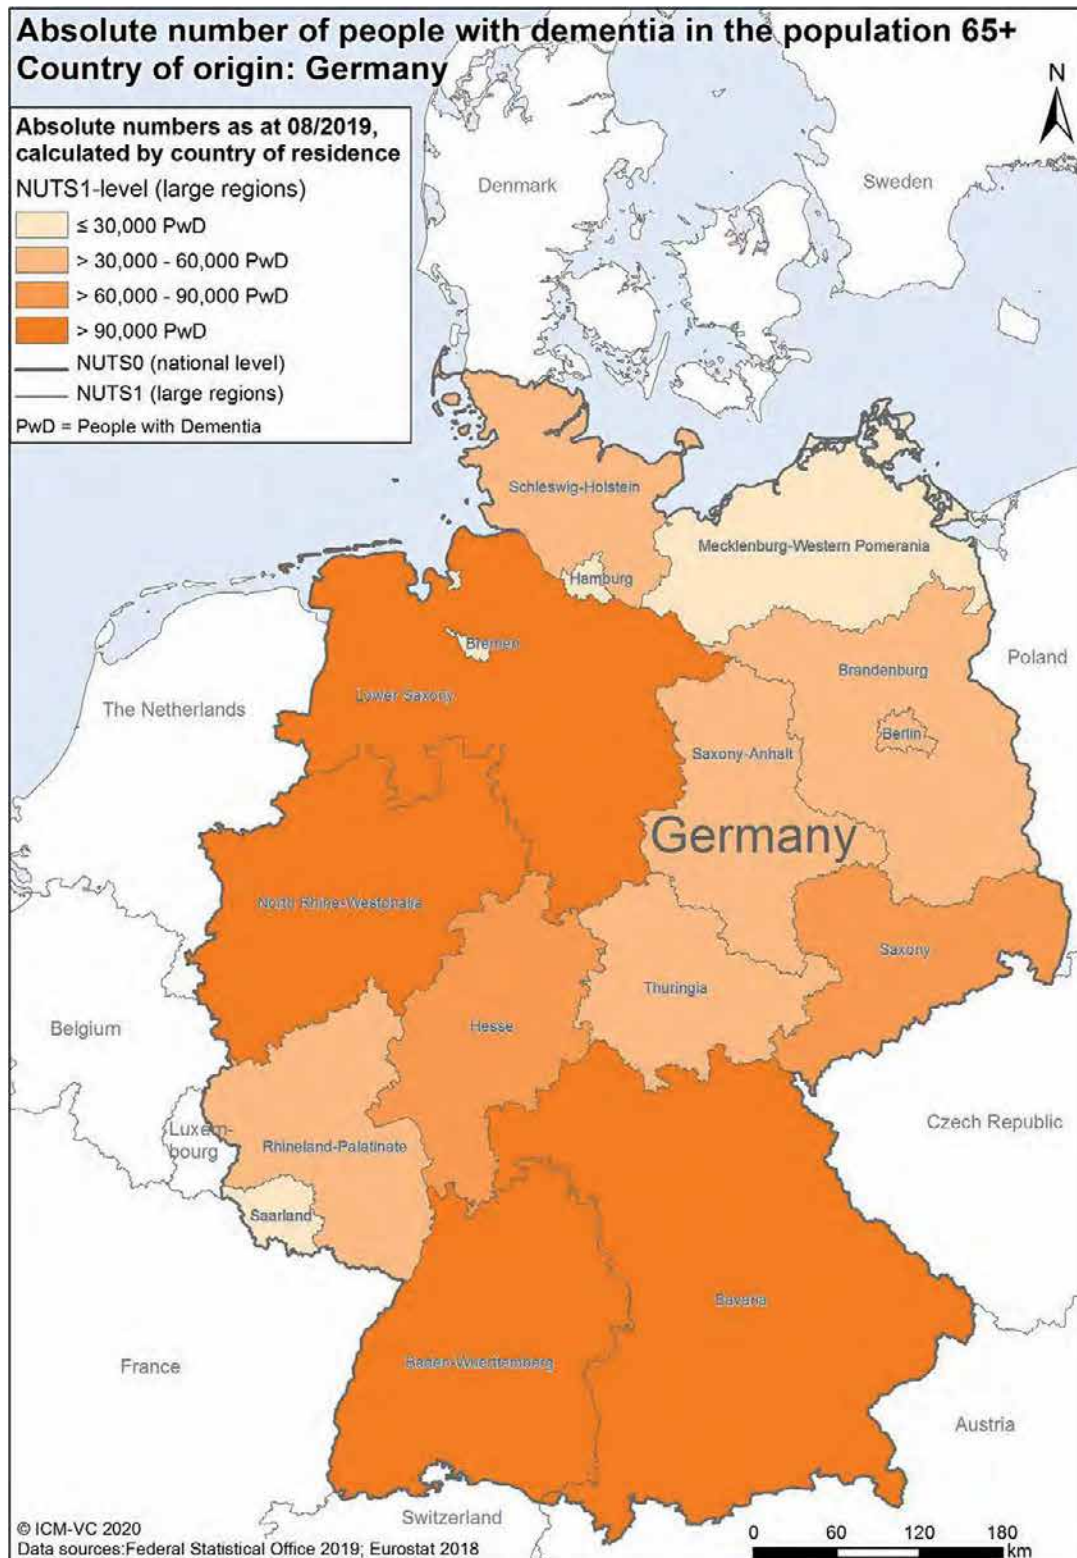 Absolute number of people with dementia in the population 65+
Country of origin: Germany
Absolute numbers as at 08/2019,
calculated by country of residence
NUTS1-level (large regions)
≤ 30,000 PwD
> 30,000 - 60,000 PwD
> 60,000 - 90,000 PwD
> 90,000 PwD
NUTS0 (national level)
NUTS1 (large regions)
PwD = People with Dementia
N
Denmark
Sweden
Schleswig-Holstein
Mecklenburg-Western Pomerania
Hamburg
Bremen
Poland
Brandenburg
Lower Saxony
The Netherlands
Berlin
Saxony-Anhalt
Germany
North Rhine-Westphalia
Saxony
Thuringia
Belgium
Hesse
Czech Republic
Luxem-
bourg
Rhineland-Palatinate
Saarland
Bavaria
France
Baden-Wuerttemberg
Austria
Switzerland
© ICM-VC 2020
Data sources:Federal Statistical Office 2019; Eurostat 2018
0 60 120 180
km